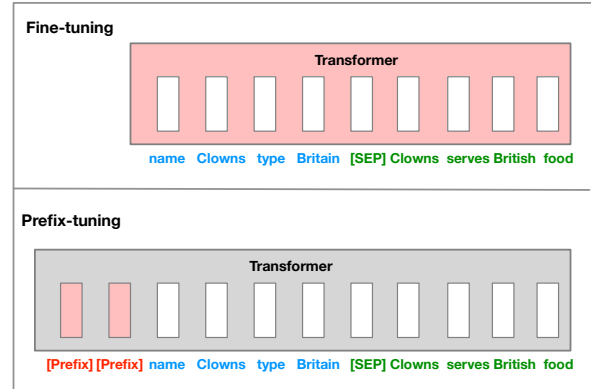 Fine-tuning
Transformer
name Clowns type Britain [SEP] Clowns serves British food
Prefix-tuning
Transformer
[Prefix] [Prefix] name Clowns type Britain [SEP] Clowns serves British food